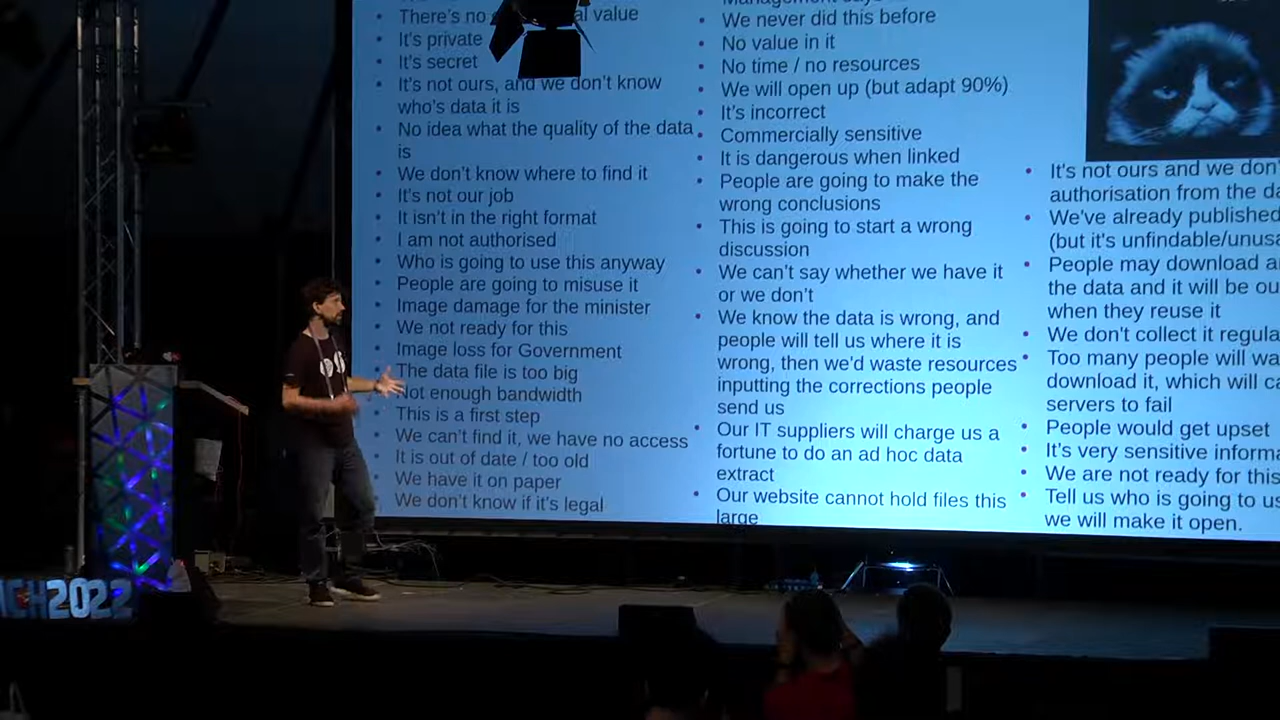 There's no al value
It's private
It's secret
It's not ours, and we don't know
who's data it is
No idea what the quality of the data
is
We don't know where to find it
It's not our job
It isn't in the right format
I am not authorised
Who is going to use this anyway
People are going to misuse it
Image damage for the minister
We not ready for this
Image loss for Government
The data file is too big
Not enough bandwidth
This is a first step
We can't find it, we have no access
It is out of date / too old
We have it on paper
We don't know if it's legal
We never did this before
No value in it
No time / no resources
We will open up (but adapt 90%)
It's incorrect
Commercially sensitive
It is dangerous when linked
People are going to make the
wrong conclusions
This is going to start a wrong
discussion
We can't say whether we have it
or we don't
We know the data is wrong, and
people will tell us where it is
wrong, then we'd waste resources
inputting the corrections people
send us
Our IT suppliers will charge us a
fortune to do an ad hoc data
extract
Our website cannot hold files this
large
It's not ours and we don'
authorisation from the da
We've already published
(but it's unfindable/unusa
People may download a
the data and it will be ou
when they reuse it
We don't collect it regula
Too many people will wa
download it, which will ca
servers to fail
People would get upset
It's very sensitive informa
We are not ready for this
Tell us who is going to us
we will make it open.
CH2022